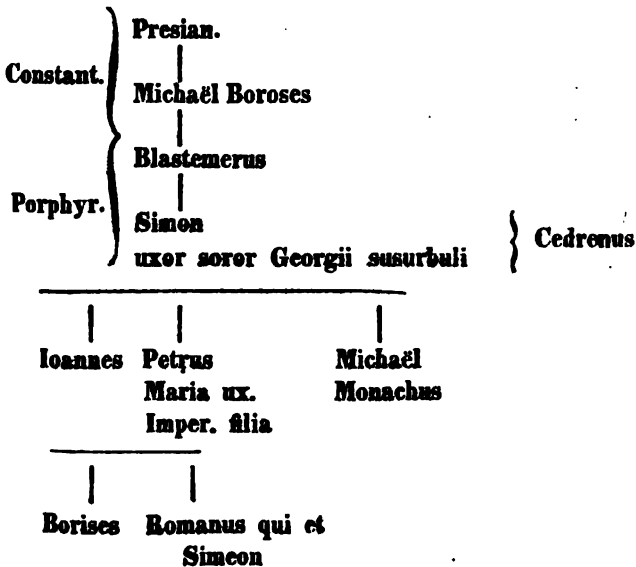 Presian.
Constant.
Michaël Boroses
Blastemerus
Porphyr.
Simon
uxor soror Georgii susurbuli
Cedrenus
Ioannes Petrus Michaël
Maria ux. Monachus
Imper. filia
Borises Romanus qui et
Simeon